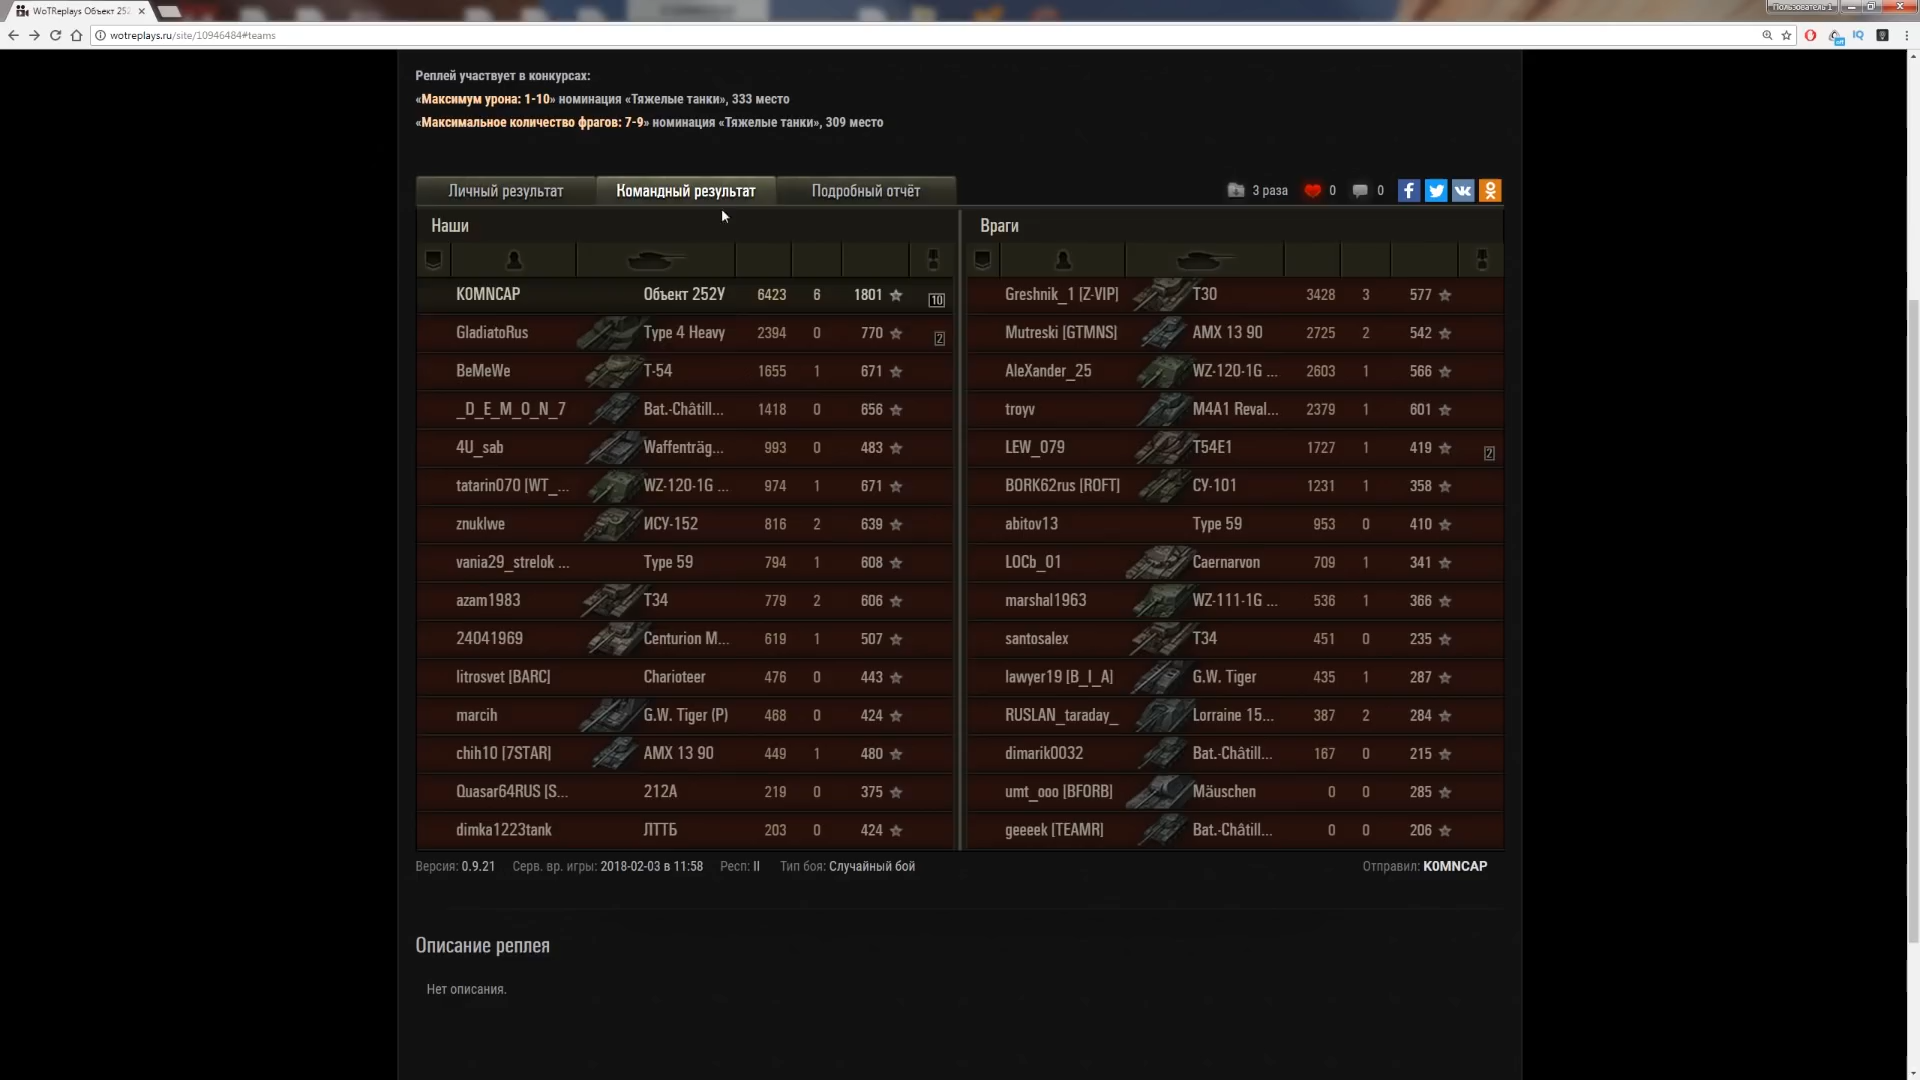 WoTReplays Объект 252
Пользователь 1
wotreplays.ru/site/10946484#teams
Реплей участвует в конкурсах:
«Максимум урона: 1-10» номинация «Тяжелые танки», 333 место
«Максимальное количество фрагов: 7-9» номинация «Тяжелые танки», 309 место
Личный результат Командный результат Подробный отчёт 3 раза 0 0
Наши Враги
K0MNCAP Объект 252У 6423 6 1801 10 Greshnik_1 [Z-VIP] T30 3428 3 577
GladiatoRus Type 4 Heavy 2394 0 770 2 Mutreski [GTMNS] AMX 13 90 2725 2 542
BeMeWe Т-54 1655 1 671 AleXander_25 WZ-120-1G ... 2603 1 566
_D_E_M_O_N_7 Bat.-Châtill... 1418 0 656 troyv M4A1 Reval... 2379 1 601
4U_sab Waffenträg... 993 0 483 LEW_079 T54E1 1727 1 419 2
tatarin070 [WT_... WZ-120-1G ... 974 1 671 BORK62rus [ROFT] СУ-101 1231 1 358
znuklwe ИСУ-152 816 2 639 abitov13 Type 59 953 0 410
vania29_strelok ... Type 59 794 1 608 LOCb_01 Caernarvon 709 1 341
azam1983 T34 779 2 606 marshal1963 WZ-111-1G ... 536 1 366
24041969 Centurion M... 619 1 507 santosalex T34 451 0 235
litrosvet [BARC] Charioteer 476 0 443 lawyer19 [B_I_A] G.W. Tiger 435 1 287
marcih G.W. Tiger (P) 468 0 424 RUSLAN_taraday_ Lorraine 15... 387 2 284
chih10 [7STAR] AMX 13 90 449 1 480 dimarik0032 Bat.-Châtill... 167 0 215
Quasar64RUS [S... 212А 219 0 375 umt_ooo [BFORB] Mäuschen 0 0 285
dimka1223tank ЛТТБ 203 0 424 geeeek [TEAMR] Bat.-Châtill... 0 0 206
Версия: 0.9.21 Серв. вр. игры: 2018-02-03 в 11:58 Респ: II Тип боя: Случайный бой Отправил: K0MNCAP
Описание реплея
Нет описания.